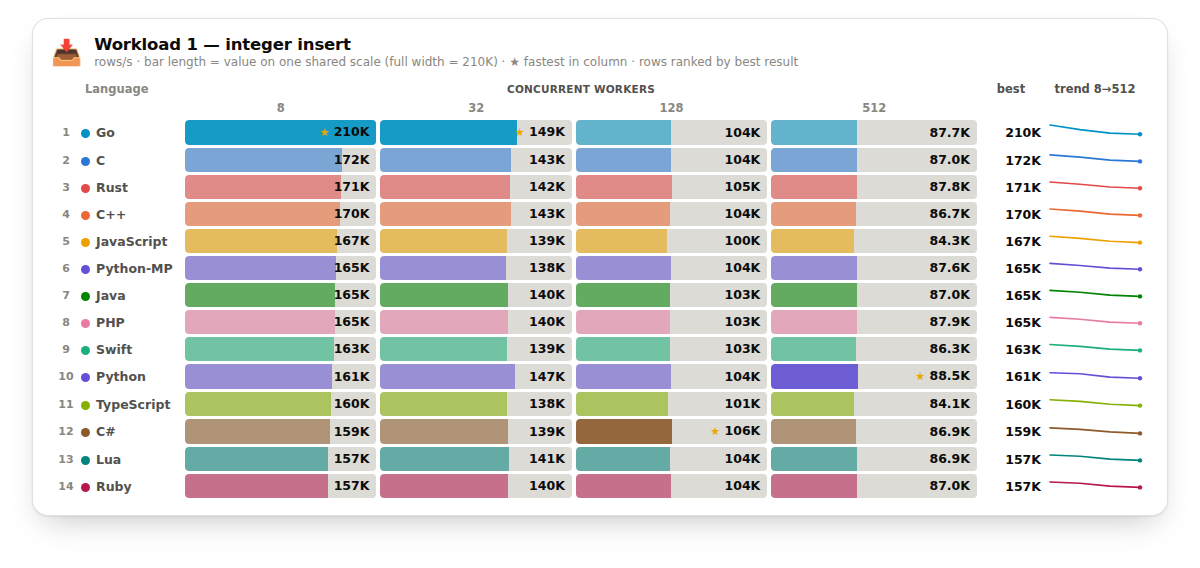 Workload 1 — integer insert
rows/s · bar length = value on one shared scale (full width = 210K) · ★ fastest in column · rows ranked by best result
Language CONCURRENT WORKERS best trend 8→512
8 32 128 512
1 Go ★ 210K ★ 149K 104K 87.7K 210K
2 C 172K 143K 104K 87.0K 172K
3 Rust 171K 142K 105K 87.8K 171K
4 C++ 170K 143K 104K 86.7K 170K
5 JavaScript 167K 139K 100K 84.3K 167K
6 Python-MP 165K 138K 104K 87.6K 165K
7 Java 165K 140K 103K 87.0K 165K
8 PHP 165K 140K 103K 87.9K 165K
9 Swift 163K 139K 103K 86.3K 163K
10 Python 161K 147K 104K ★ 88.5K 161K
11 TypeScript 160K 138K 101K 84.1K 160K
12 C# 159K 139K ★ 106K 86.9K 159K
13 Lua 157K 141K 104K 86.9K 157K
14 Ruby 157K 140K 104K 87.0K 157K